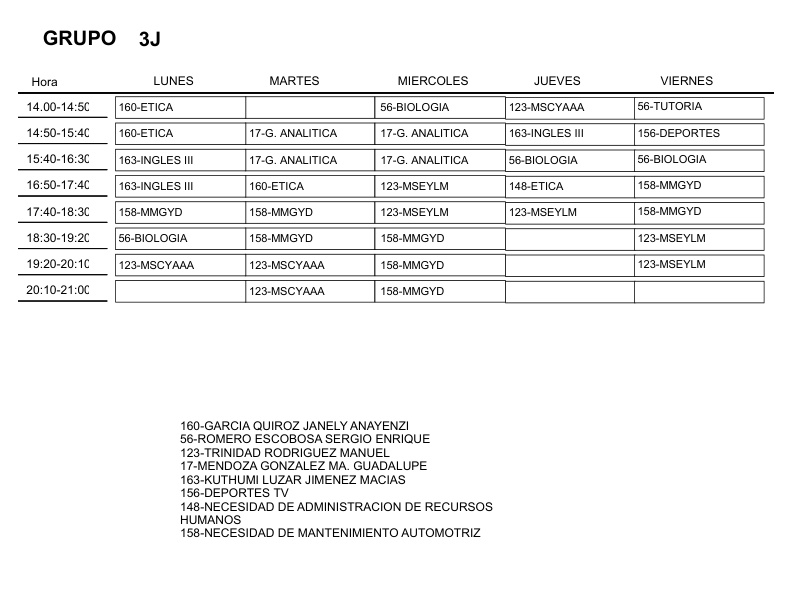 GRUPO 3J
Hora LUNES MARTES MIERCOLES JUEVES VIERNES
14.00-14:50 160-ETICA 56-BIOLOGIA 123-MSCYAAA 56-TUTORIA
14:50-15:40 160-ETICA 17-G. ANALITICA 17-G. ANALITICA 163-INGLES III 156-DEPORTES
15:40-16:30 163-INGLES III 17-G. ANALITICA 17-G. ANALITICA 56-BIOLOGIA 56-BIOLOGIA
16:50-17:40 163-INGLES III 160-ETICA 123-MSEYLM 148-ETICA 158-MMGYD
17:40-18:30 158-MMGYD 158-MMGYD 123-MSEYLM 123-MSEYLM 158-MMGYD
18:30-19:20 56-BIOLOGIA 158-MMGYD 158-MMGYD 123-MSEYLM
19:20-20:10 123-MSCYAAA 123-MSCYAAA 158-MMGYD 123-MSEYLM
20:10-21:00 123-MSCYAAA 158-MMGYD
160-GARCIA QUIROZ JANELY ANAYENZI
56-ROMERO ESCOBOSA SERGIO ENRIQUE
123-TRINIDAD RODRIGUEZ MANUEL
17-MENDOZA GONZALEZ MA. GUADALUPE
163-KUTHUMI LUZAR JIMENEZ MACIAS
156-DEPORTES TV
148-NECESIDAD DE ADMINISTRACION DE RECURSOS
HUMANOS
158-NECESIDAD DE MANTENIMIENTO AUTOMOTRIZ